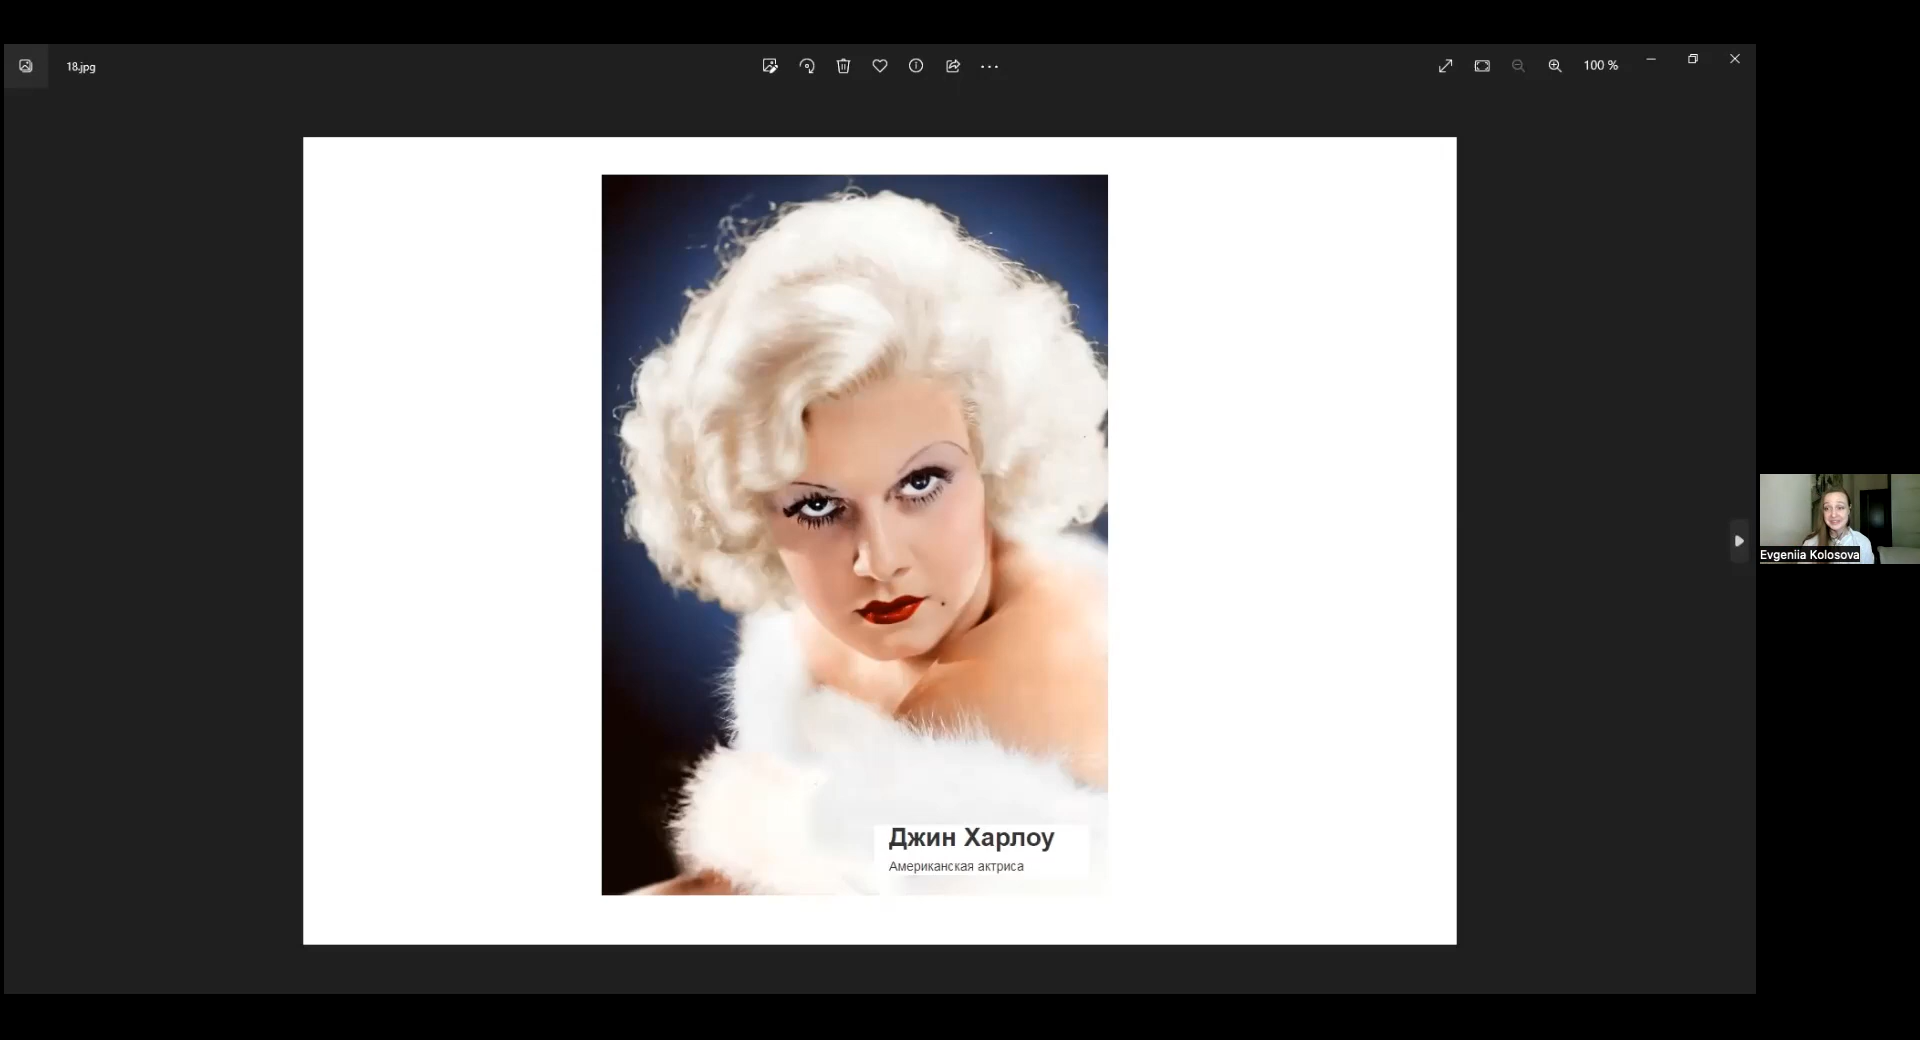 18.jpg
100 %
Evgeniia Kolosova
Джин Харлоу
Американская актриса